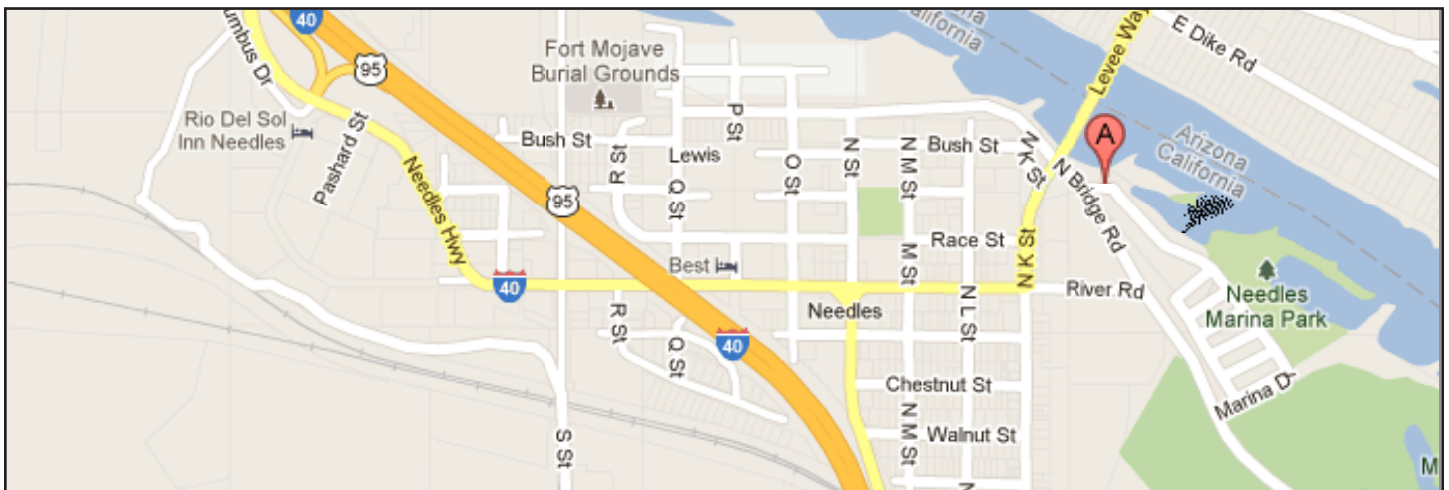 40
Arizona
California
E Dike Rd
umbus Dr
Levee Way
95
Fort Mojave
Burial Grounds
Rio Del Sol
Inn Needles
Pashard St
Bush St
P St
R St
Lewis
O St
N St
N M St
Bush St
N K St
A
Arizona
California
N Bridge Rd
Needles Hwy
95
Q St
Race St
M St
N K St
Best
40
River Rd
Needles
Marina Park
Needles
N L St
R St
Q St
40
Chestnut St
Marina D
N M St
Walnut St
S St
M